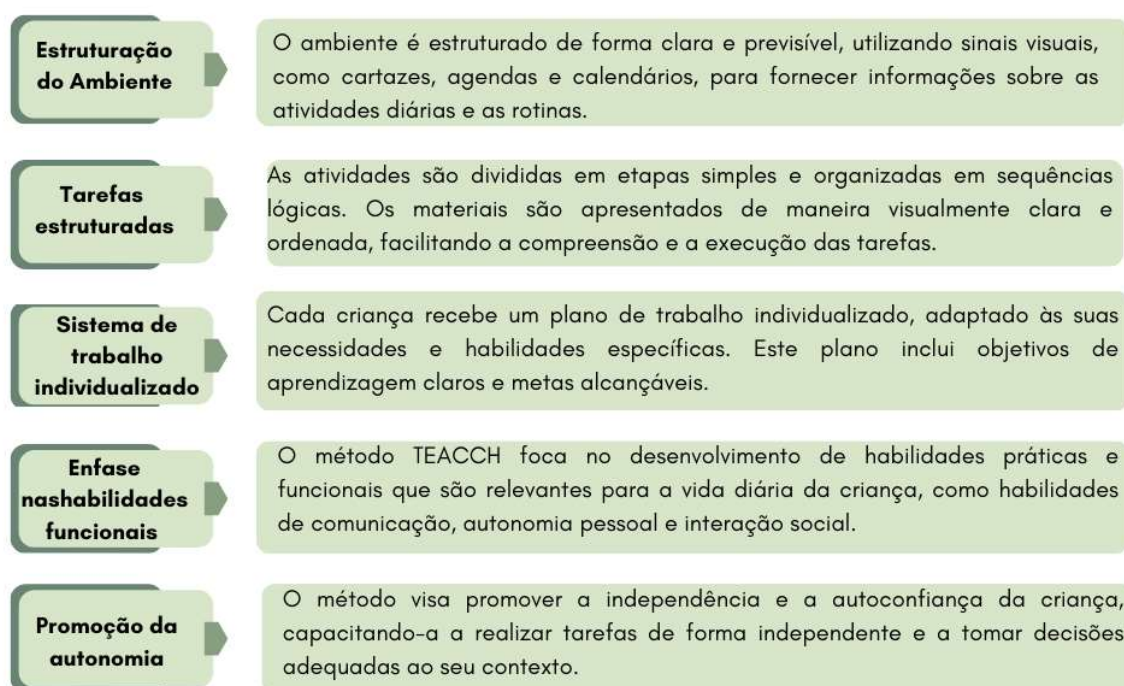 Estruturação
do Ambiente
O ambiente é estruturado de forma clara e previsível, utilizando sinais visuais,
como cartazes, agendas e calendários, para fornecer informações sobre as
atividades diárias e as rotinas.
Tarefas
estruturadas
As atividades são divididas em etapas simples e organizadas em sequências
lógicas. Os materiais são apresentados de maneira visualmente clara e
ordenada, facilitando a compreensão e a execução das tarefas.
Sistema de
trabalho
individualizado
Cada criança recebe um plano de trabalho individualizado, adaptado às suas
necessidades e habilidades específicas. Este plano inclui objetivos de
aprendizagem claros e metas alcançáveis.
Enfase
nashabilidades
funcionais
O método TEACCH foca no desenvolvimento de habilidades práticas e
funcionais que são relevantes para a vida diária da criança, como habilidades
de comunicação, autonomia pessoal e interação social.
Promoção da
autonomia
O método visa promover a independência e a autoconfiança da criança,
capacitando-a a realizar tarefas de forma independente e a tomar decisões
adequadas ao seu contexto.